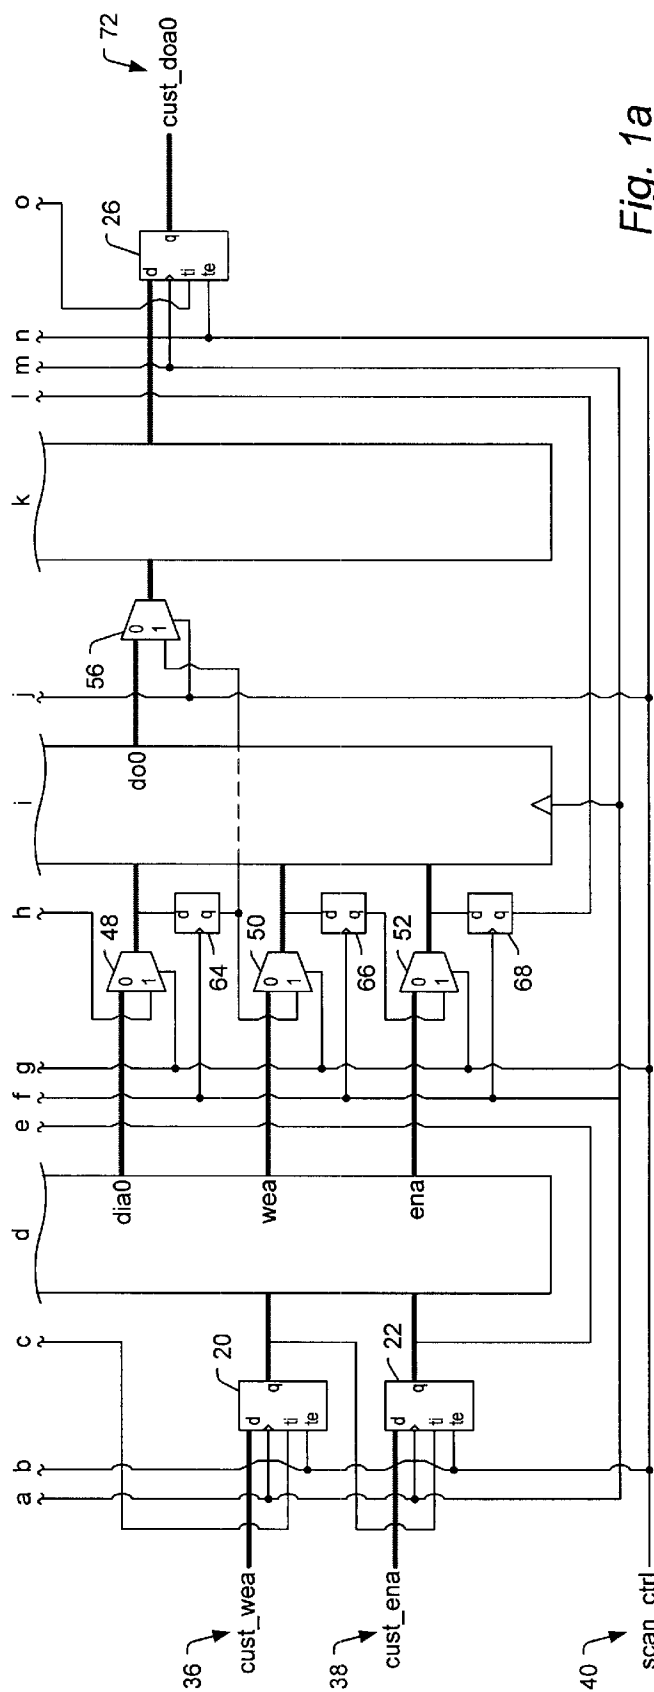 a b c d e f g h i j k l m n o
72
cust_doa0
26
d
q
ti
te
56
0
1
do0
48
0
1
d
q
64
50
0
1
d
q
66
52
0
1
d
q
68
dia0
wea
ena
20
d
q
ti
te
22
d
q
ti
te
36
cust_wea
38
cust_ena
40
scan_ctrl
Fig. 1a